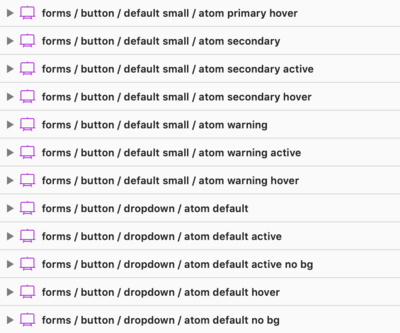 forms / button / default small / atom primary hover
forms / button / default small / atom secondary
forms / button / default small / atom secondary active
forms / button / default small / atom secondary hover
forms / button / default small / atom warning
forms / button / default small / atom warning active
forms / button / default small / atom warning hover
forms / button / dropdown / atom default
forms / button / dropdown / atom default active
forms / button / dropdown / atom default active no bg
forms / button / dropdown / atom default hover
forms / button / dropdown / atom default no bg